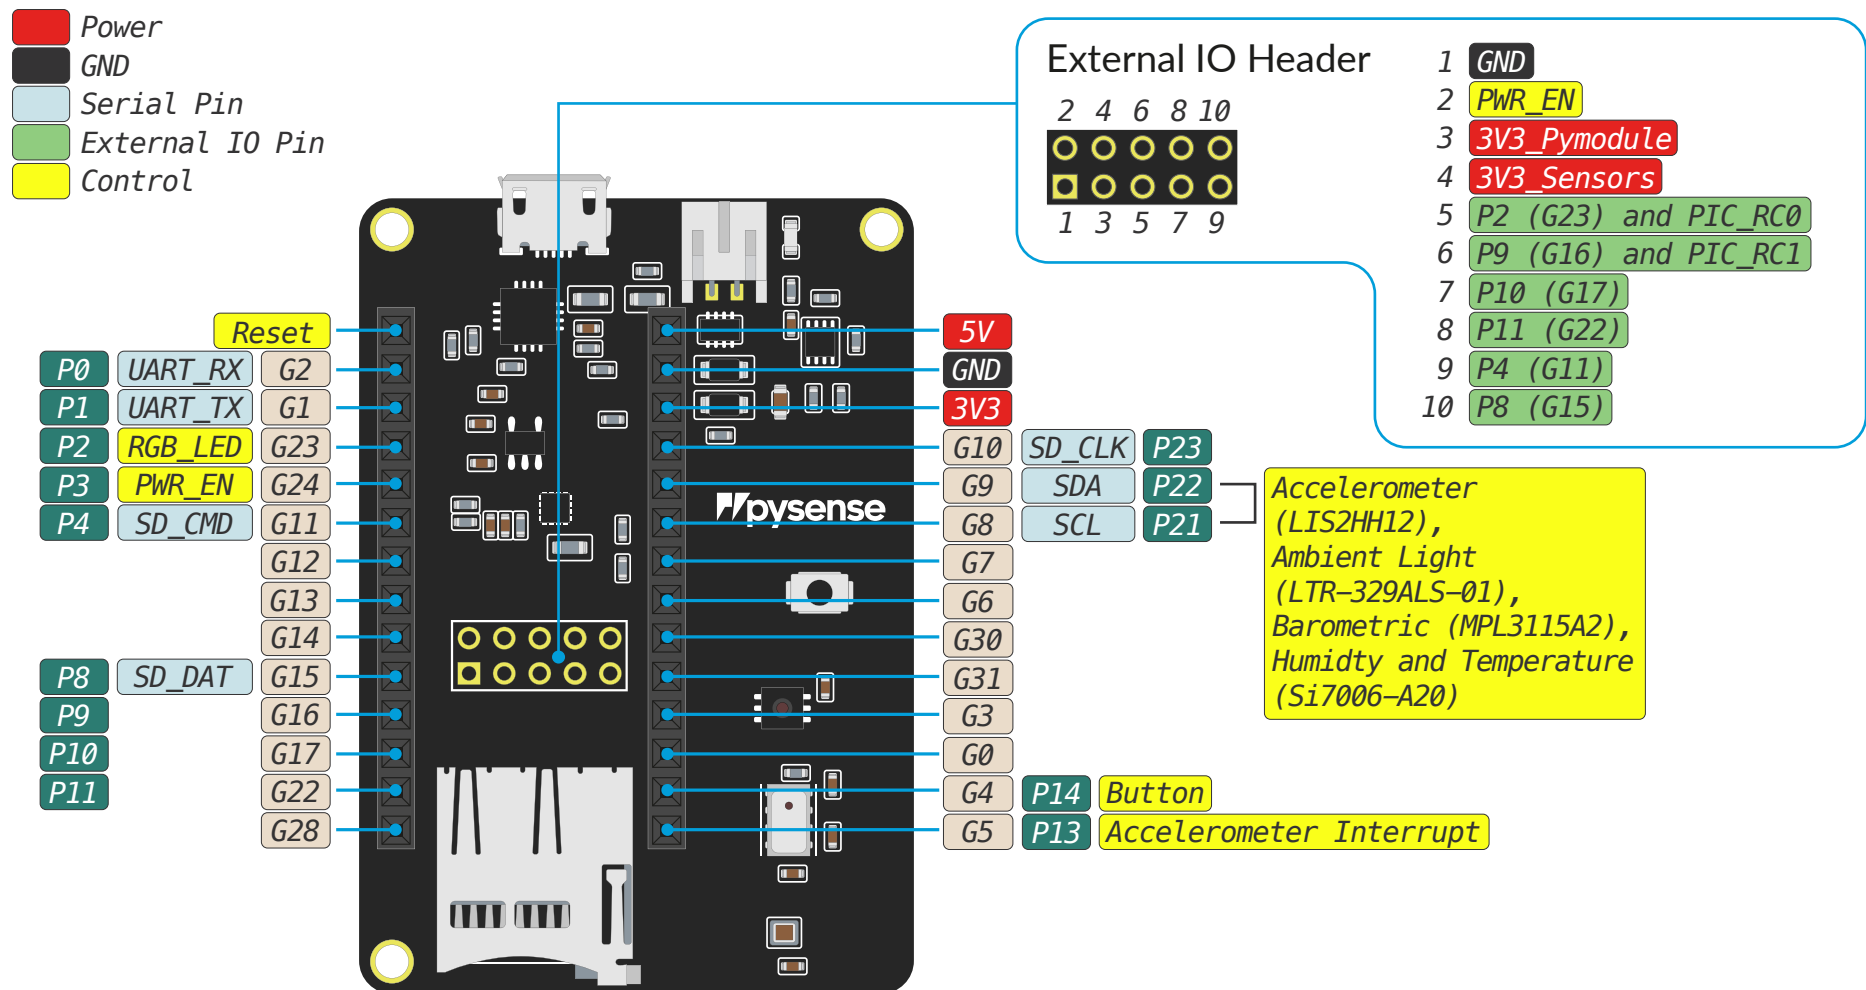 Power
GND
Serial Pin
External IO Pin
Control
External IO Header
2 4 6 8 10
1 3 5 7 9
1 GND
2 PWR_EN
3 3V3_Pymodule
4 3V3_Sensors
5 P2 (G23) and PIC_RC0
6 P9 (G16) and PIC_RC1
7 P10 (G17)
8 P11 (G22)
9 P4 (G11)
10 P8 (G15)
Reset
P0 UART_RX G2
P1 UART_TX G1
P2 RGB_LED G23
P3 PWR_EN G24
P4 SD_CMD G11
G12
G13
G14
P8 SD_DAT G15
P9 G16
P10 G17
P11 G22
G28
pysense
5V
GND
3V3
G10 SD_CLK P23
G9 SDA P22
G8 SCL P21
G7
G6
G30
G31
G3
G0
G4 P14 Button
G5 P13 Accelerometer Interrupt
Accelerometer
(LIS2HH12),
Ambient Light
(LTR–329ALS–01),
Barometric (MPL3115A2),
Humidty and Temperature
(Si7006–A20)